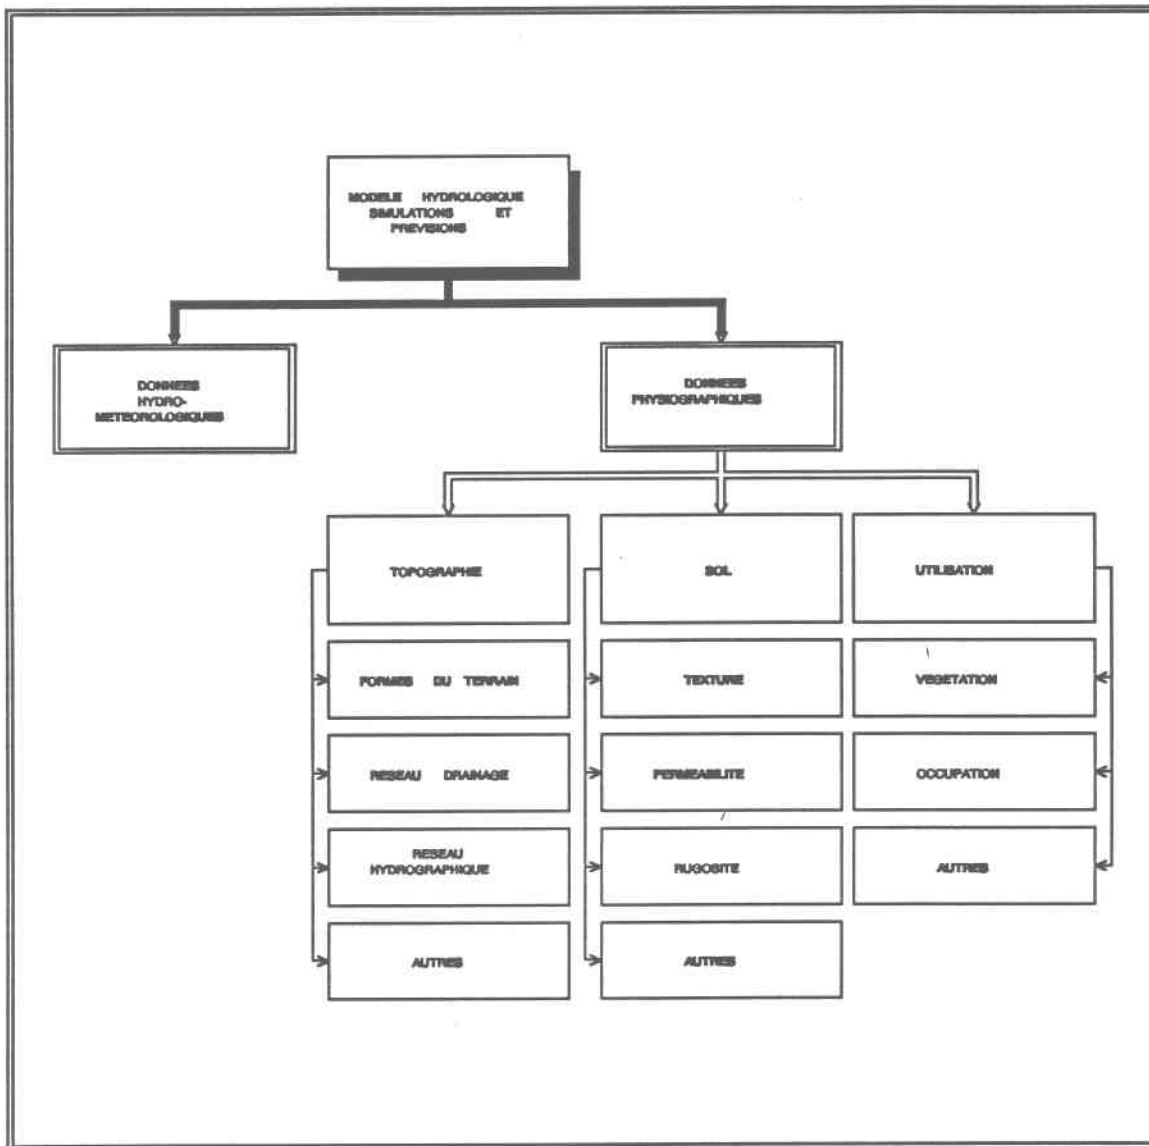 MODELE HYDROLOGIQUE
SIMULATIONS ET
PREVISIONS
DONNEES
HYDRO-
METEOROLOGIQUES
DONNEES
PHYSIOGRAPHIQUES
TOPOGRAPHIE
SOL
UTILISATION
FORMES DU TERRAIN
TEXTURE
VEGETATION
RESEAU DRAINAGE
PERMEABILITE
OCCUPATION
RESEAU
HYDROGRAPHIQUE
RUGOSITE
AUTRES
AUTRES
AUTRES